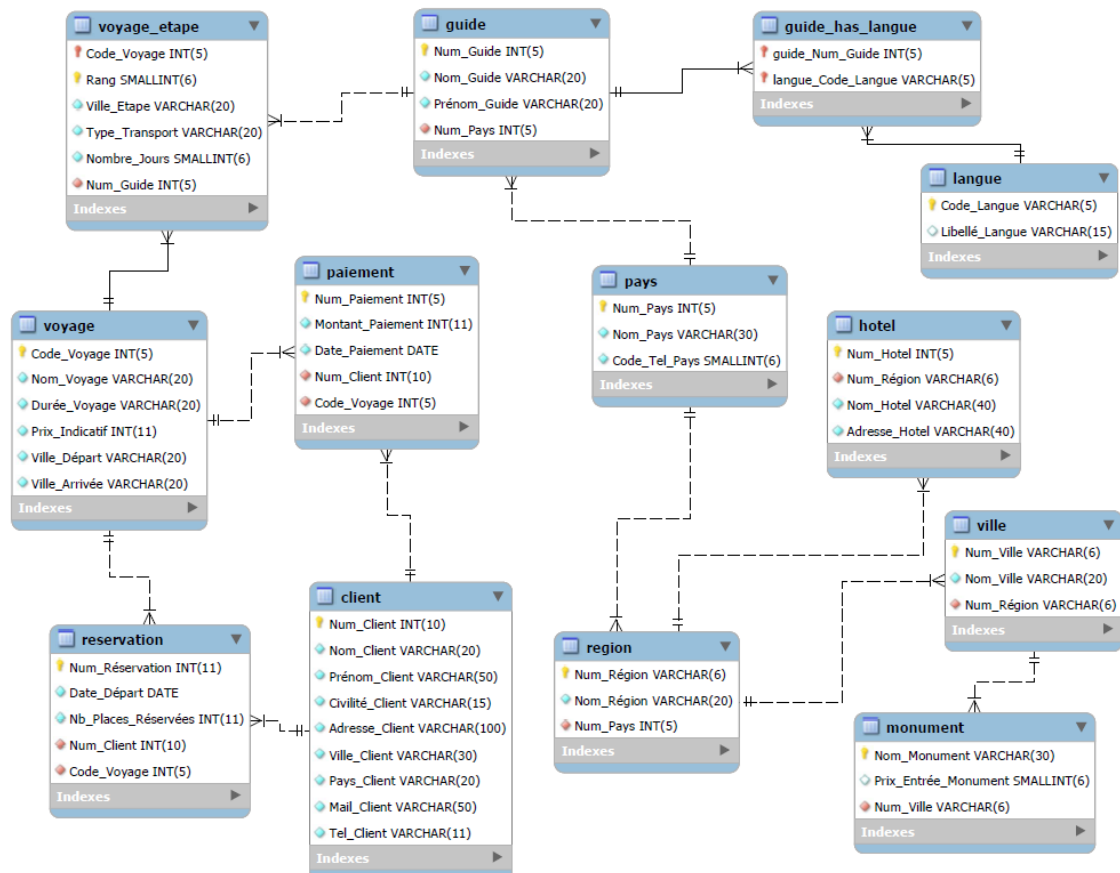 voyage_etape
Code_Voyage INT(5)
Rang SMALLINT(6)
Ville_Etape VARCHAR(20)
Type_Transport VARCHAR(20)
Nombre_Jours SMALLINT(6)
Num_Guide INT(5)
Indexes
guide
Num_Guide INT(5)
Nom_Guide VARCHAR(20)
Prénom_Guide VARCHAR(20)
Num_Pays INT(5)
Indexes
guide_has_langue
guide_Num_Guide INT(5)
langue_Code_Langue VARCHAR(5)
Indexes
langue
Code_Langue VARCHAR(5)
Libellé_Langue VARCHAR(15)
Indexes
paiement
Num_Paiement INT(5)
Montant_Paiement INT(11)
Date_Paiement DATE
Num_Client INT(10)
Code_Voyage INT(5)
Indexes
pays
Num_Pays INT(5)
Nom_Pays VARCHAR(30)
Code_Tel_Pays SMALLINT(6)
Indexes
voyage
Code_Voyage INT(5)
Nom_Voyage VARCHAR(20)
Durée_Voyage VARCHAR(20)
Prix_Indicatif INT(11)
Ville_Départ VARCHAR(20)
Ville_Arrivée VARCHAR(20)
Indexes
hotel
Num_Hotel INT(5)
Num_Région VARCHAR(6)
Nom_Hotel VARCHAR(40)
Adresse_Hotel VARCHAR(40)
Indexes
ville
Num_Ville VARCHAR(6)
Nom_Ville VARCHAR(20)
Num_Région VARCHAR(6)
Indexes
client
Num_Client INT(10)
Nom_Client VARCHAR(20)
Prénom_Client VARCHAR(50)
Civilité_Client VARCHAR(15)
Adresse_Client VARCHAR(100)
Ville_Client VARCHAR(30)
Pays_Client VARCHAR(20)
Mail_Client VARCHAR(50)
Tel_Client VARCHAR(11)
Indexes
reservation
Num_Réservation INT(11)
Date_Départ DATE
Nb_Places_Réservées INT(11)
Num_Client INT(10)
Code_Voyage INT(5)
Indexes
region
Num_Région VARCHAR(6)
Nom_Région VARCHAR(20)
Num_Pays INT(5)
Indexes
monument
Nom_Monument VARCHAR(30)
Prix_Entrée_Monument SMALLINT(6)
Num_Ville VARCHAR(6)
Indexes